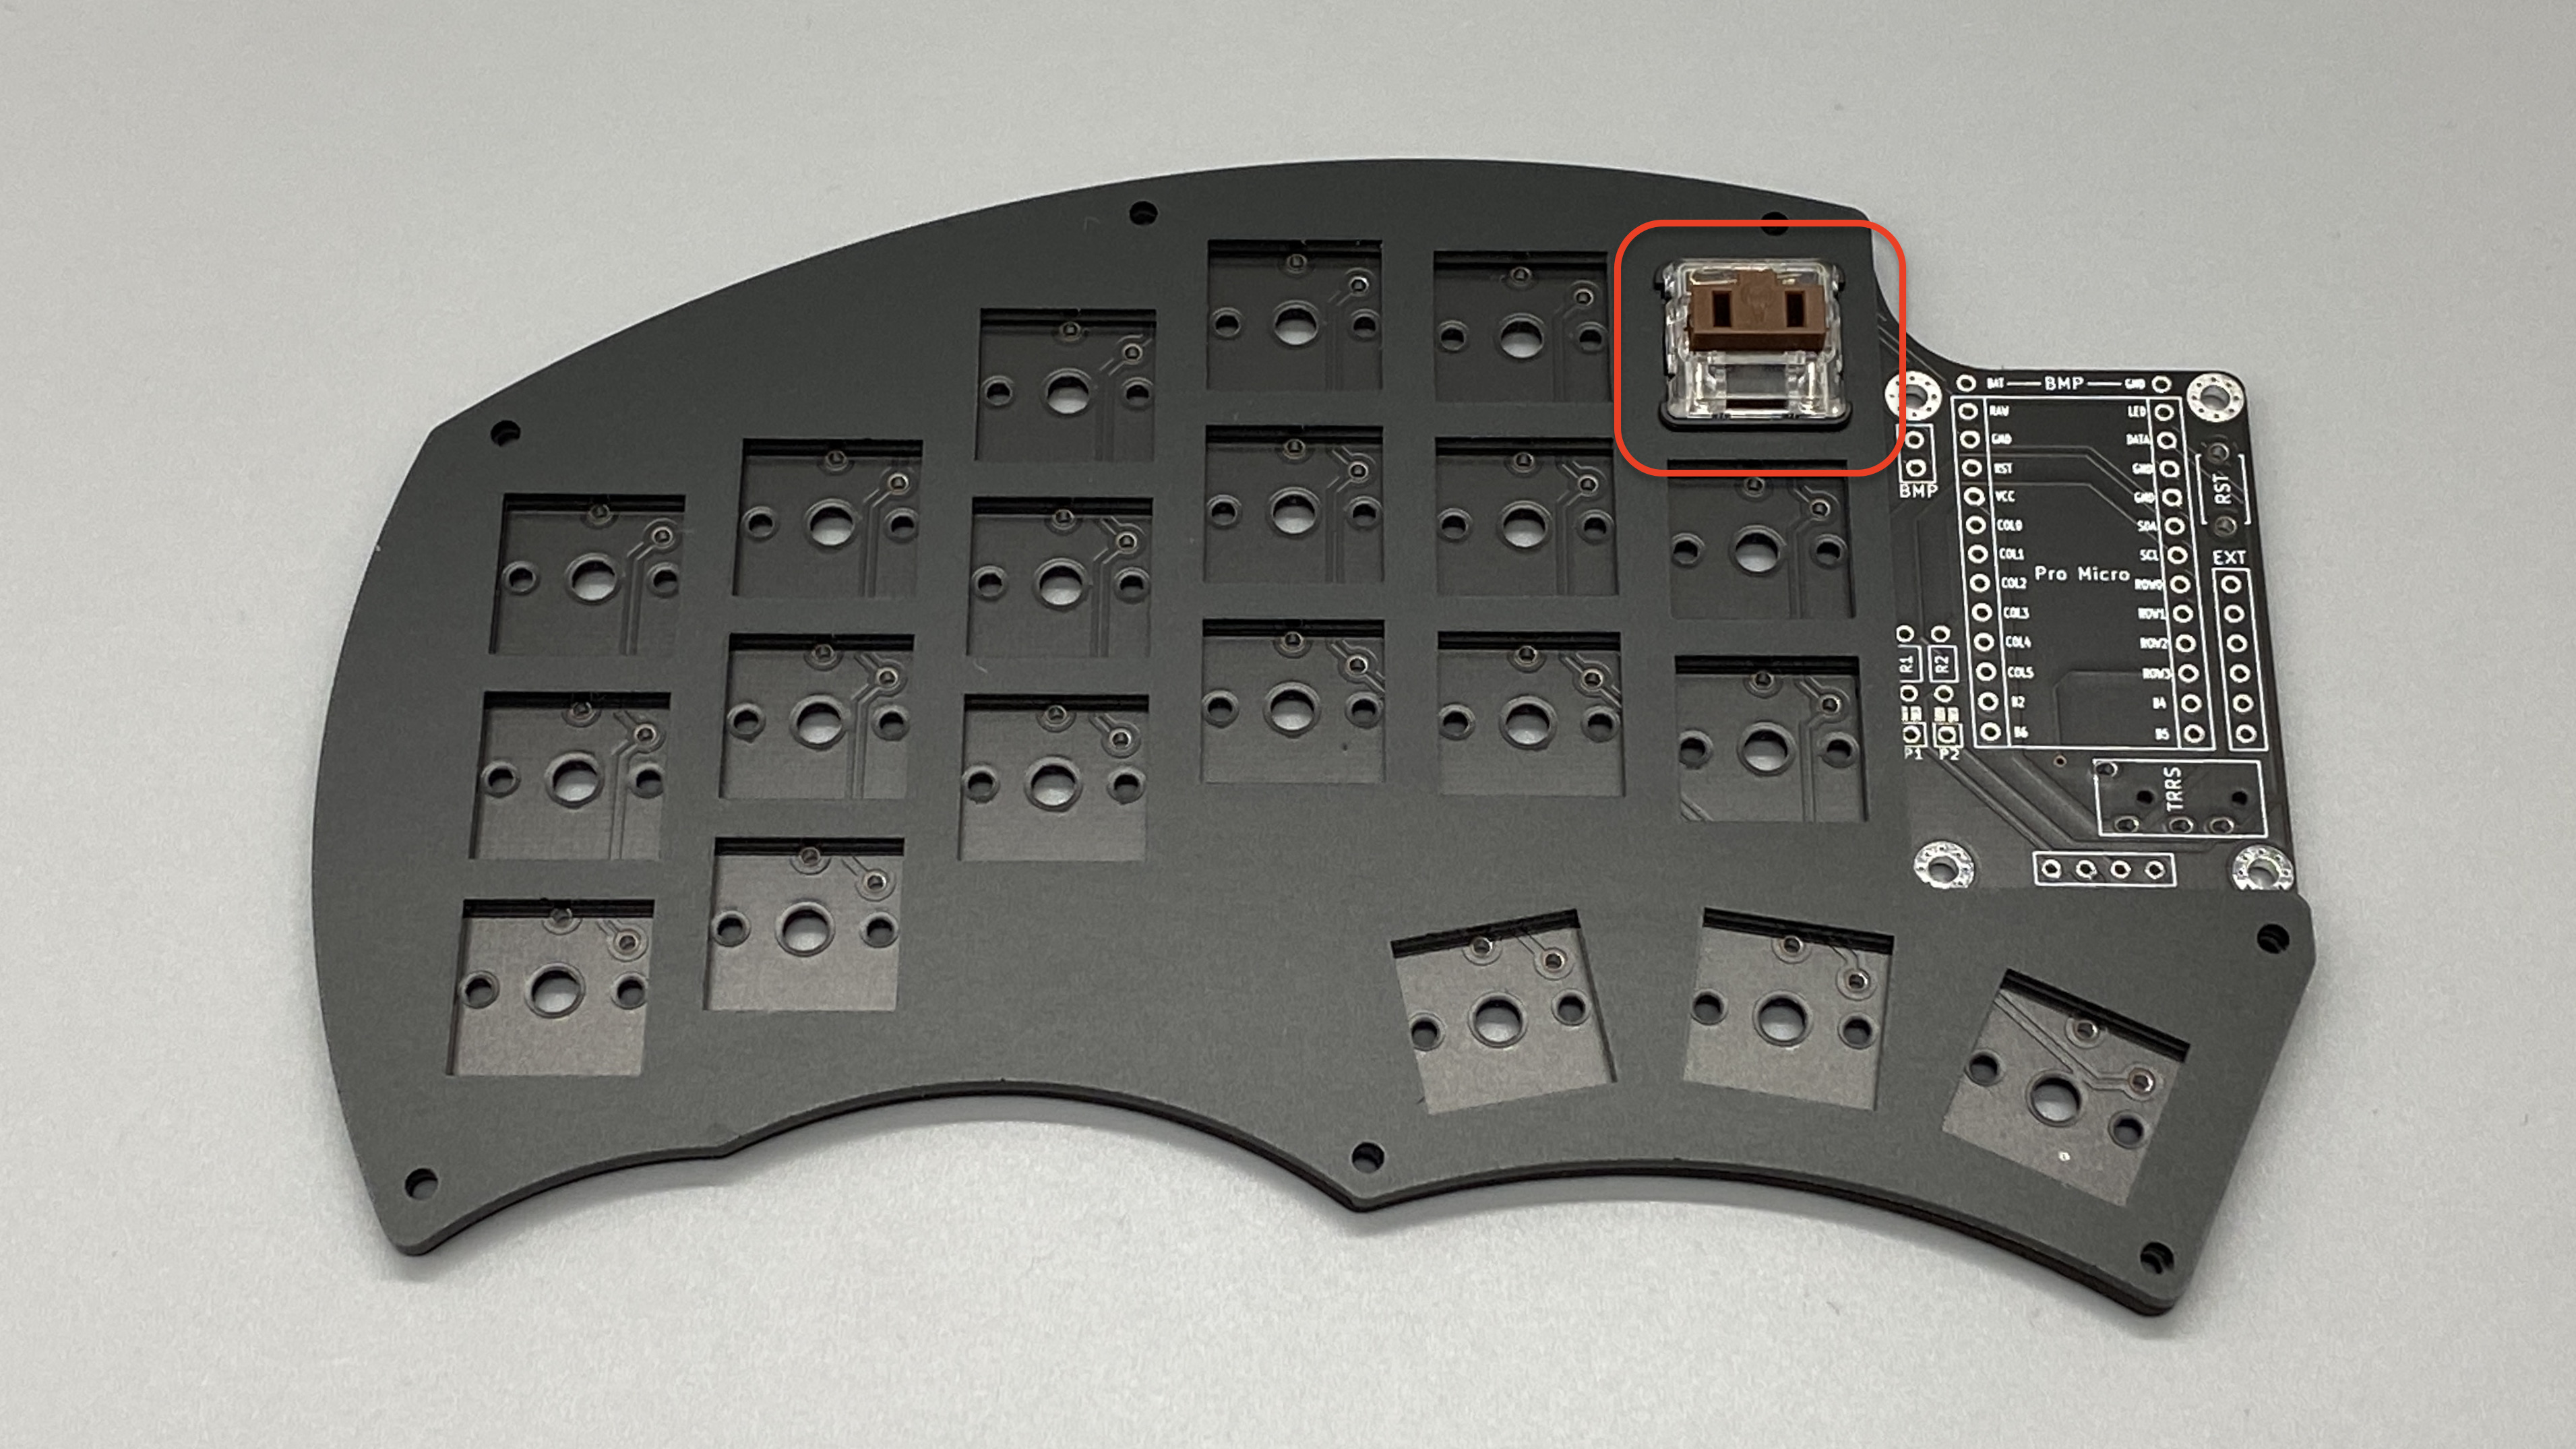 BAT BMP GND
RAW LED
GND DATA
RST GND
VCC GND
COL0 SDA
COL1 SCL
COL2 ROW0
COL3 ROW1
COL4 ROW2
COL5 ROW3
B2 B4
B6 B5
Pro Micro
BMP
RST
EXT
R1 R2
P1 P2
TRRS